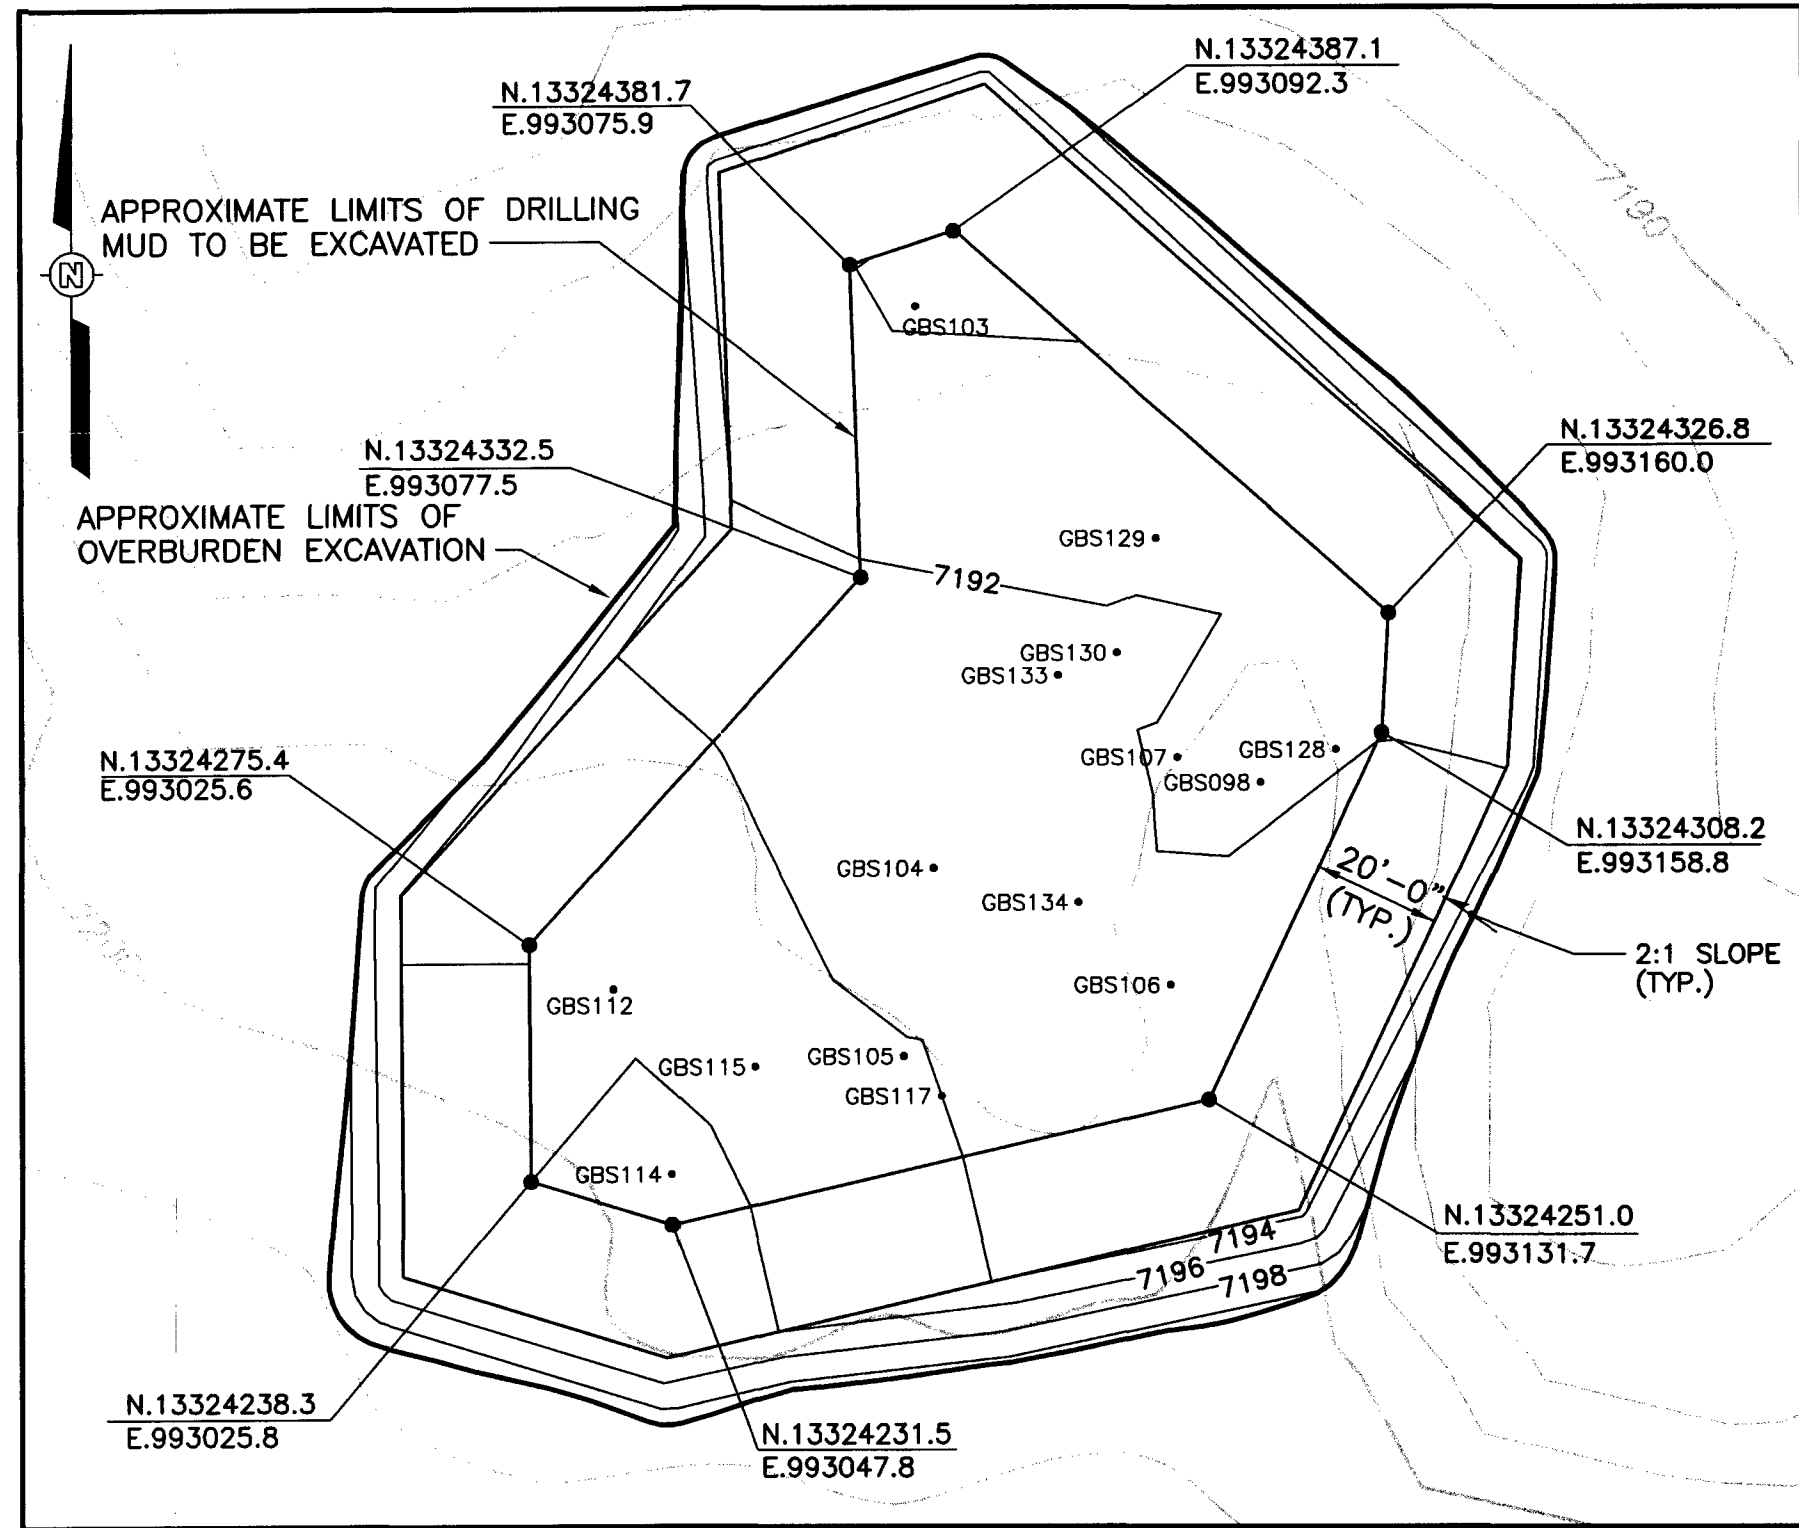 N.13324387.1
E.993092.3
N.13324381.7
E.993075.9
7190
APPROXIMATE LIMITS OF DRILLING
MUD TO BE EXCAVATED
N
GBS103
N.13324326.8
E.993160.0
N.13324332.5
E.993077.5
APPROXIMATE LIMITS OF
OVERBURDEN EXCAVATION
GBS129
7192
GBS130
GBS133
GBS107
GBS128
GBS098
N.13324275.4
E.993025.6
N.13324308.2
E.993158.8
GBS104
20'-0"
(TYP.)
GBS134
2:1 SLOPE
(TYP.)
GBS106
GBS112
GBS105
GBS115
GBS117
GBS114
N.13324251.0
E.993131.7
7194
7196
7198
N.13324238.3
E.993025.8
N.13324231.5
E.993047.8